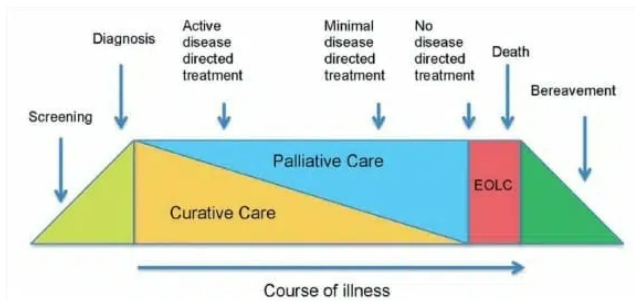 Screening
Diagnosis
Active
disease
directed
treatment
Minimal
disease
directed
treatment
No
disease
directed
treatment
Death
Bereavement
Palliative Care
Curative Care
EOLC
Course of illness